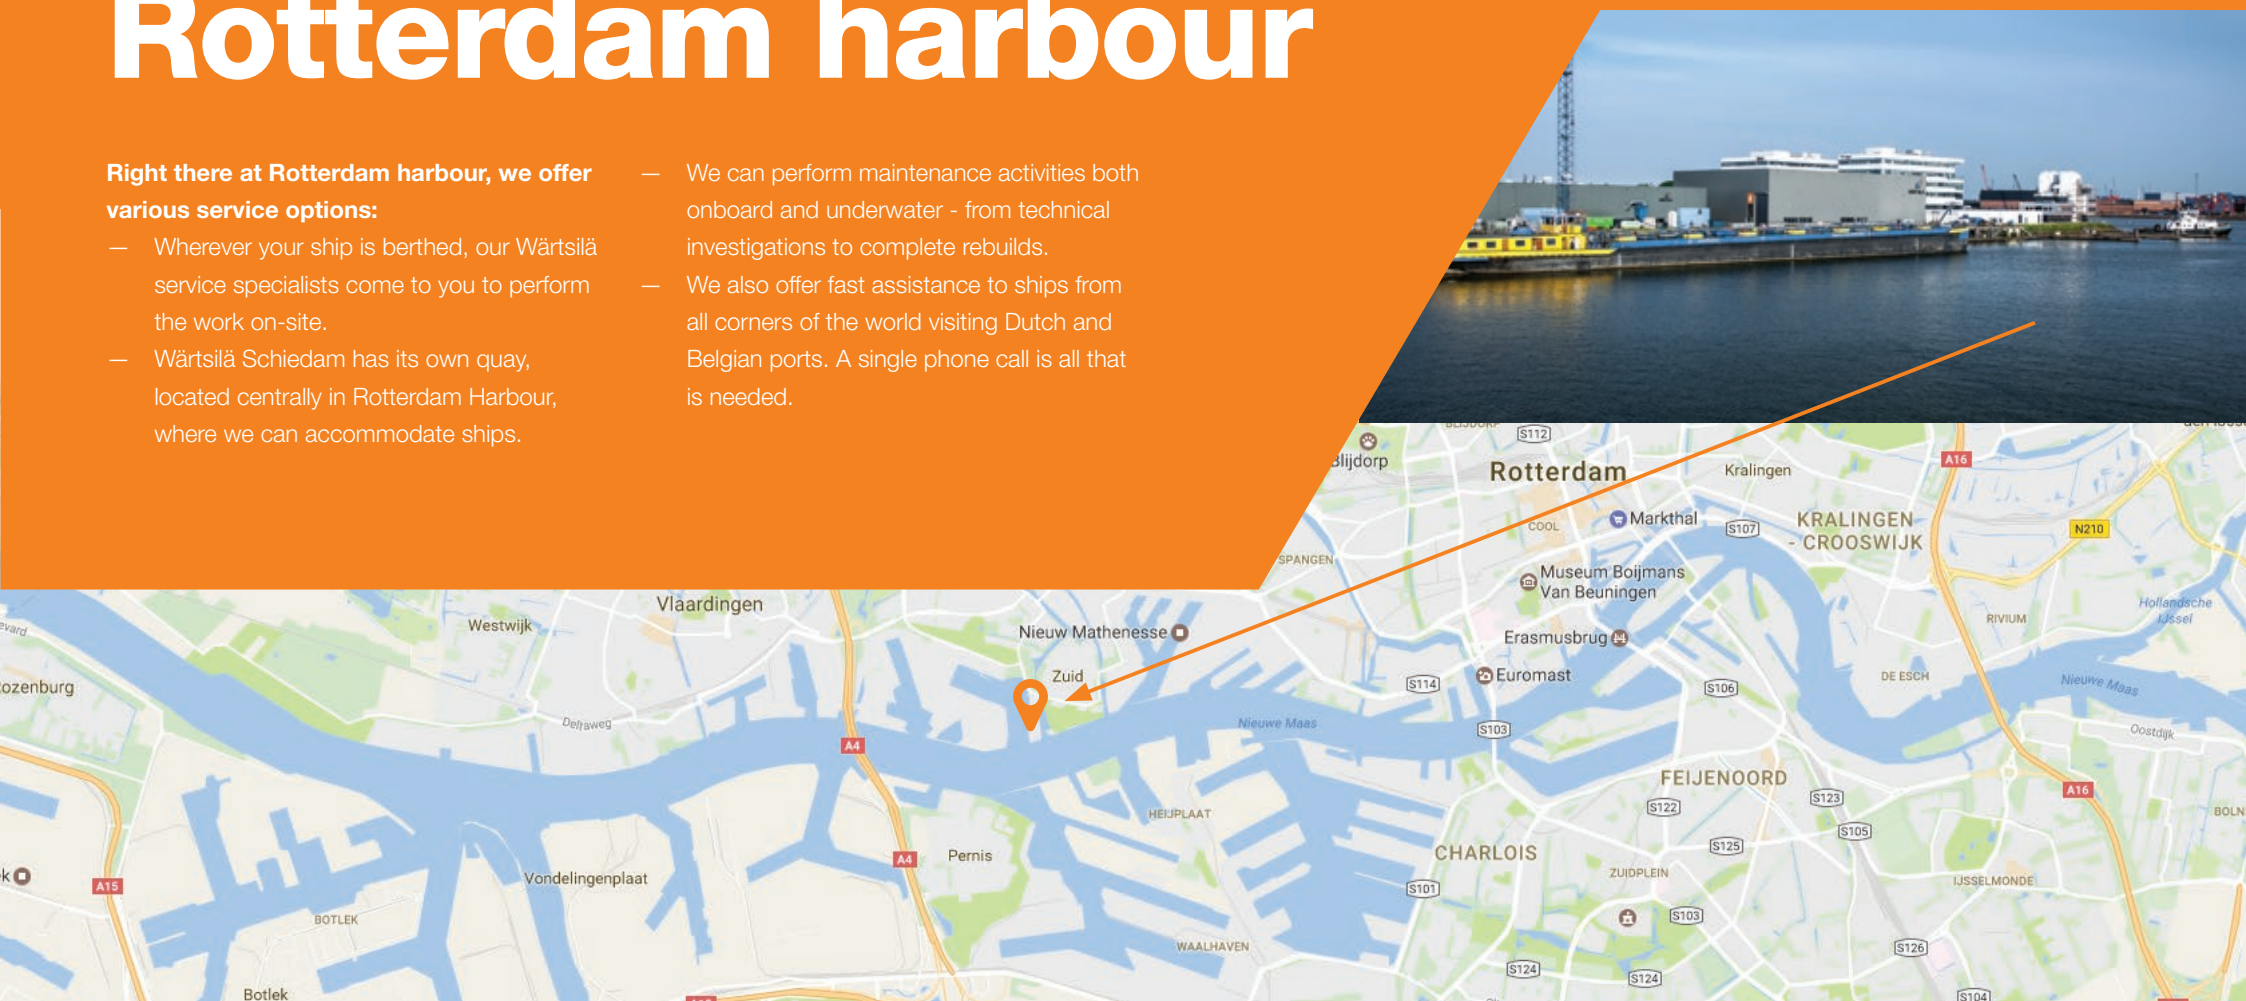 Rotterdam harbour
Right there at Rotterdam harbour, we offer
various service options:
— Wherever your ship is berthed, our Wärtsilä
service specialists come to you to perform
the work on-site.
— Wärtsilä Schiedam has its own quay,
located centrally in Rotterdam Harbour,
where we can accommodate ships.
— We can perform maintenance activities both
onboard and underwater - from technical
investigations to complete rebuilds.
— We also offer fast assistance to ships from
all corners of the world visiting Dutch and
Belgian ports. A single phone call is all that
is needed.
S112
Blijdorp
Rotterdam
Kralingen
A16
COOL
Markthal
S107
KRALINGEN
- CROOSWIJK
N210
SPANGEN
Museum Boijmans
Van Beuningen
Vlaardingen
Westwijk
Nieuw Mathenesse
Erasmusbrug
RIVIUM
Hollandsche
IJssel
Zuid
Euromast
S114
S106
DE ESCH
Nieuwe Maas
ozenburg
Delfaweg
A4
Nieuwe Maas
S103
Oostdijk
FEIJENOORD
A16
S122
S123
HEIJPLAAT
BOLN
S105
S125
CHARLOIS
Pernis
A4
k
A15
Vondelingenplaat
ZUIDPLEIN
S101
IJSSELMONDE
BOTLEK
S103
WAALHAVEN
S126
S124
S124
Botlek
S104